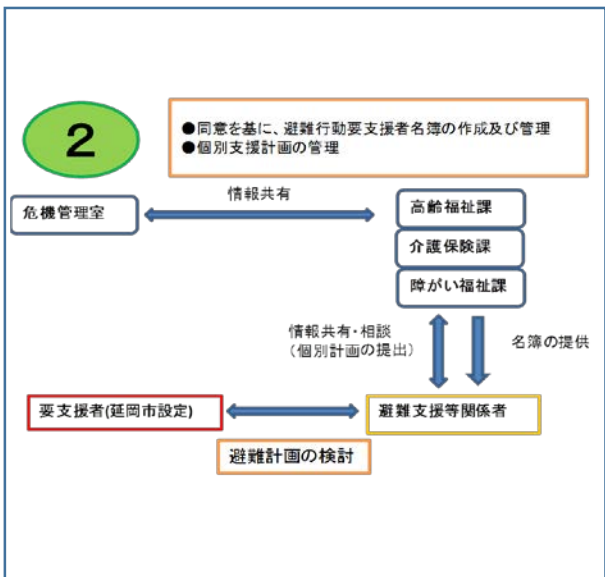 2
●同意を基に、避難行動要支援者名簿の作成及び管理
●個別支援計画の管理
情報共有
危機管理室
高齢福祉課
介護保険課
障がい福祉課
情報共有・相談
（個別計画の提出）
名簿の提供
要支援者(延岡市設定)
避難支援等関係者
避難計画の検討